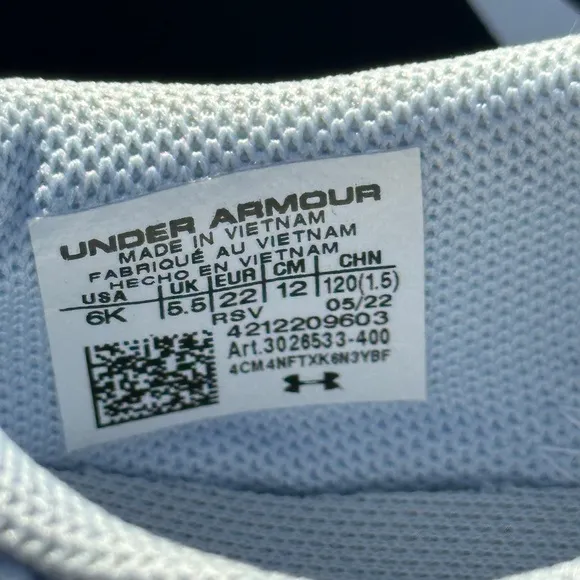 UNDER ARMOUR
MADE IN VIETNAM
FABRIQUÉ AU VIETNAM
HECHO EN VIETNAM
USA UK EUR CM CHN
6K 5.5 22 12 120(1.5)
RSV 05/22
4212209603
Art.3026533-400
4CM4NFTXK6N3YBF